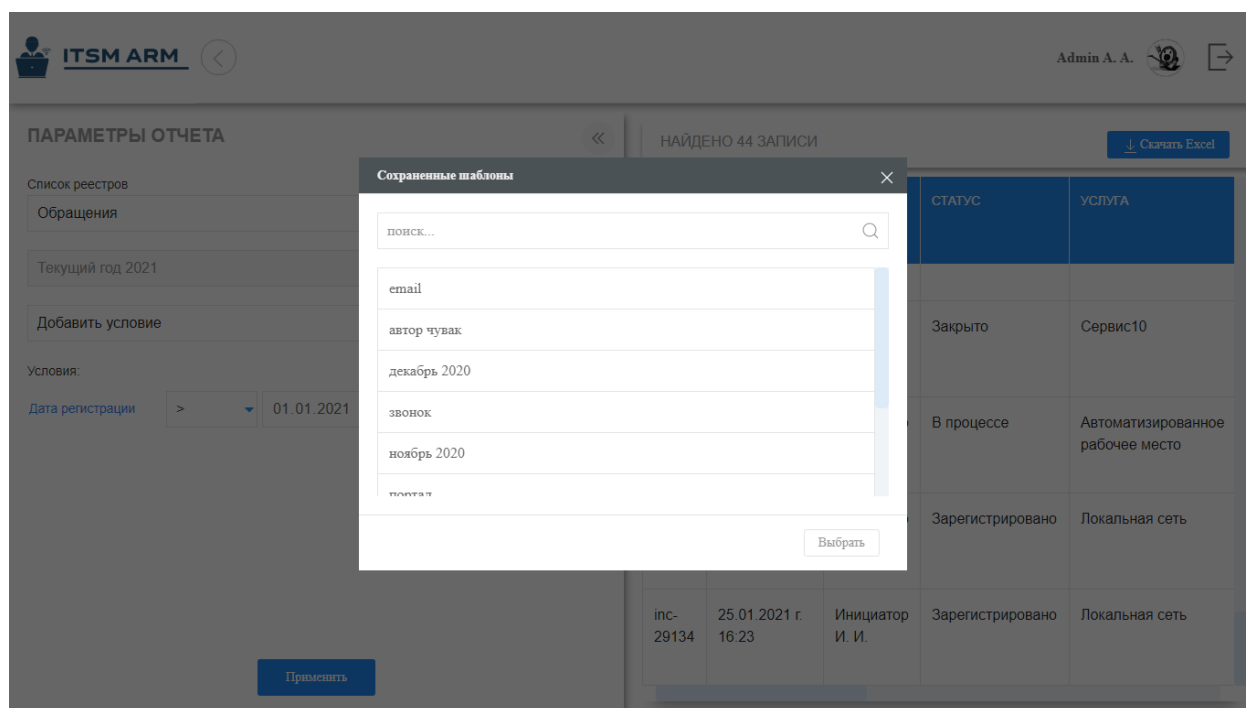 ITSM ARM
Admin A. A.
ПАРАМЕТРЫ ОТЧЕТА
НАЙДЕНО 44 ЗАПИСИ
Скачать Excel
Список реестров
Обращения
Текущий год 2021
Добавить условие
Условия:
Дата регистрации > 01.01.2021
Применить
Сохраненные шаблоны
поиск...
email
автор чувак
декабрь 2020
звонок
ноябрь 2020
портал
Выбрать
СТАТУС УСЛУГА
Закрыто Сервис10
В процессе Автоматизированное
рабочее место
Зарегистрировано Локальная сеть
inc- 25.01.2021 г. Инициатор Зарегистрировано Локальная сеть
29134 16:23 И. И.